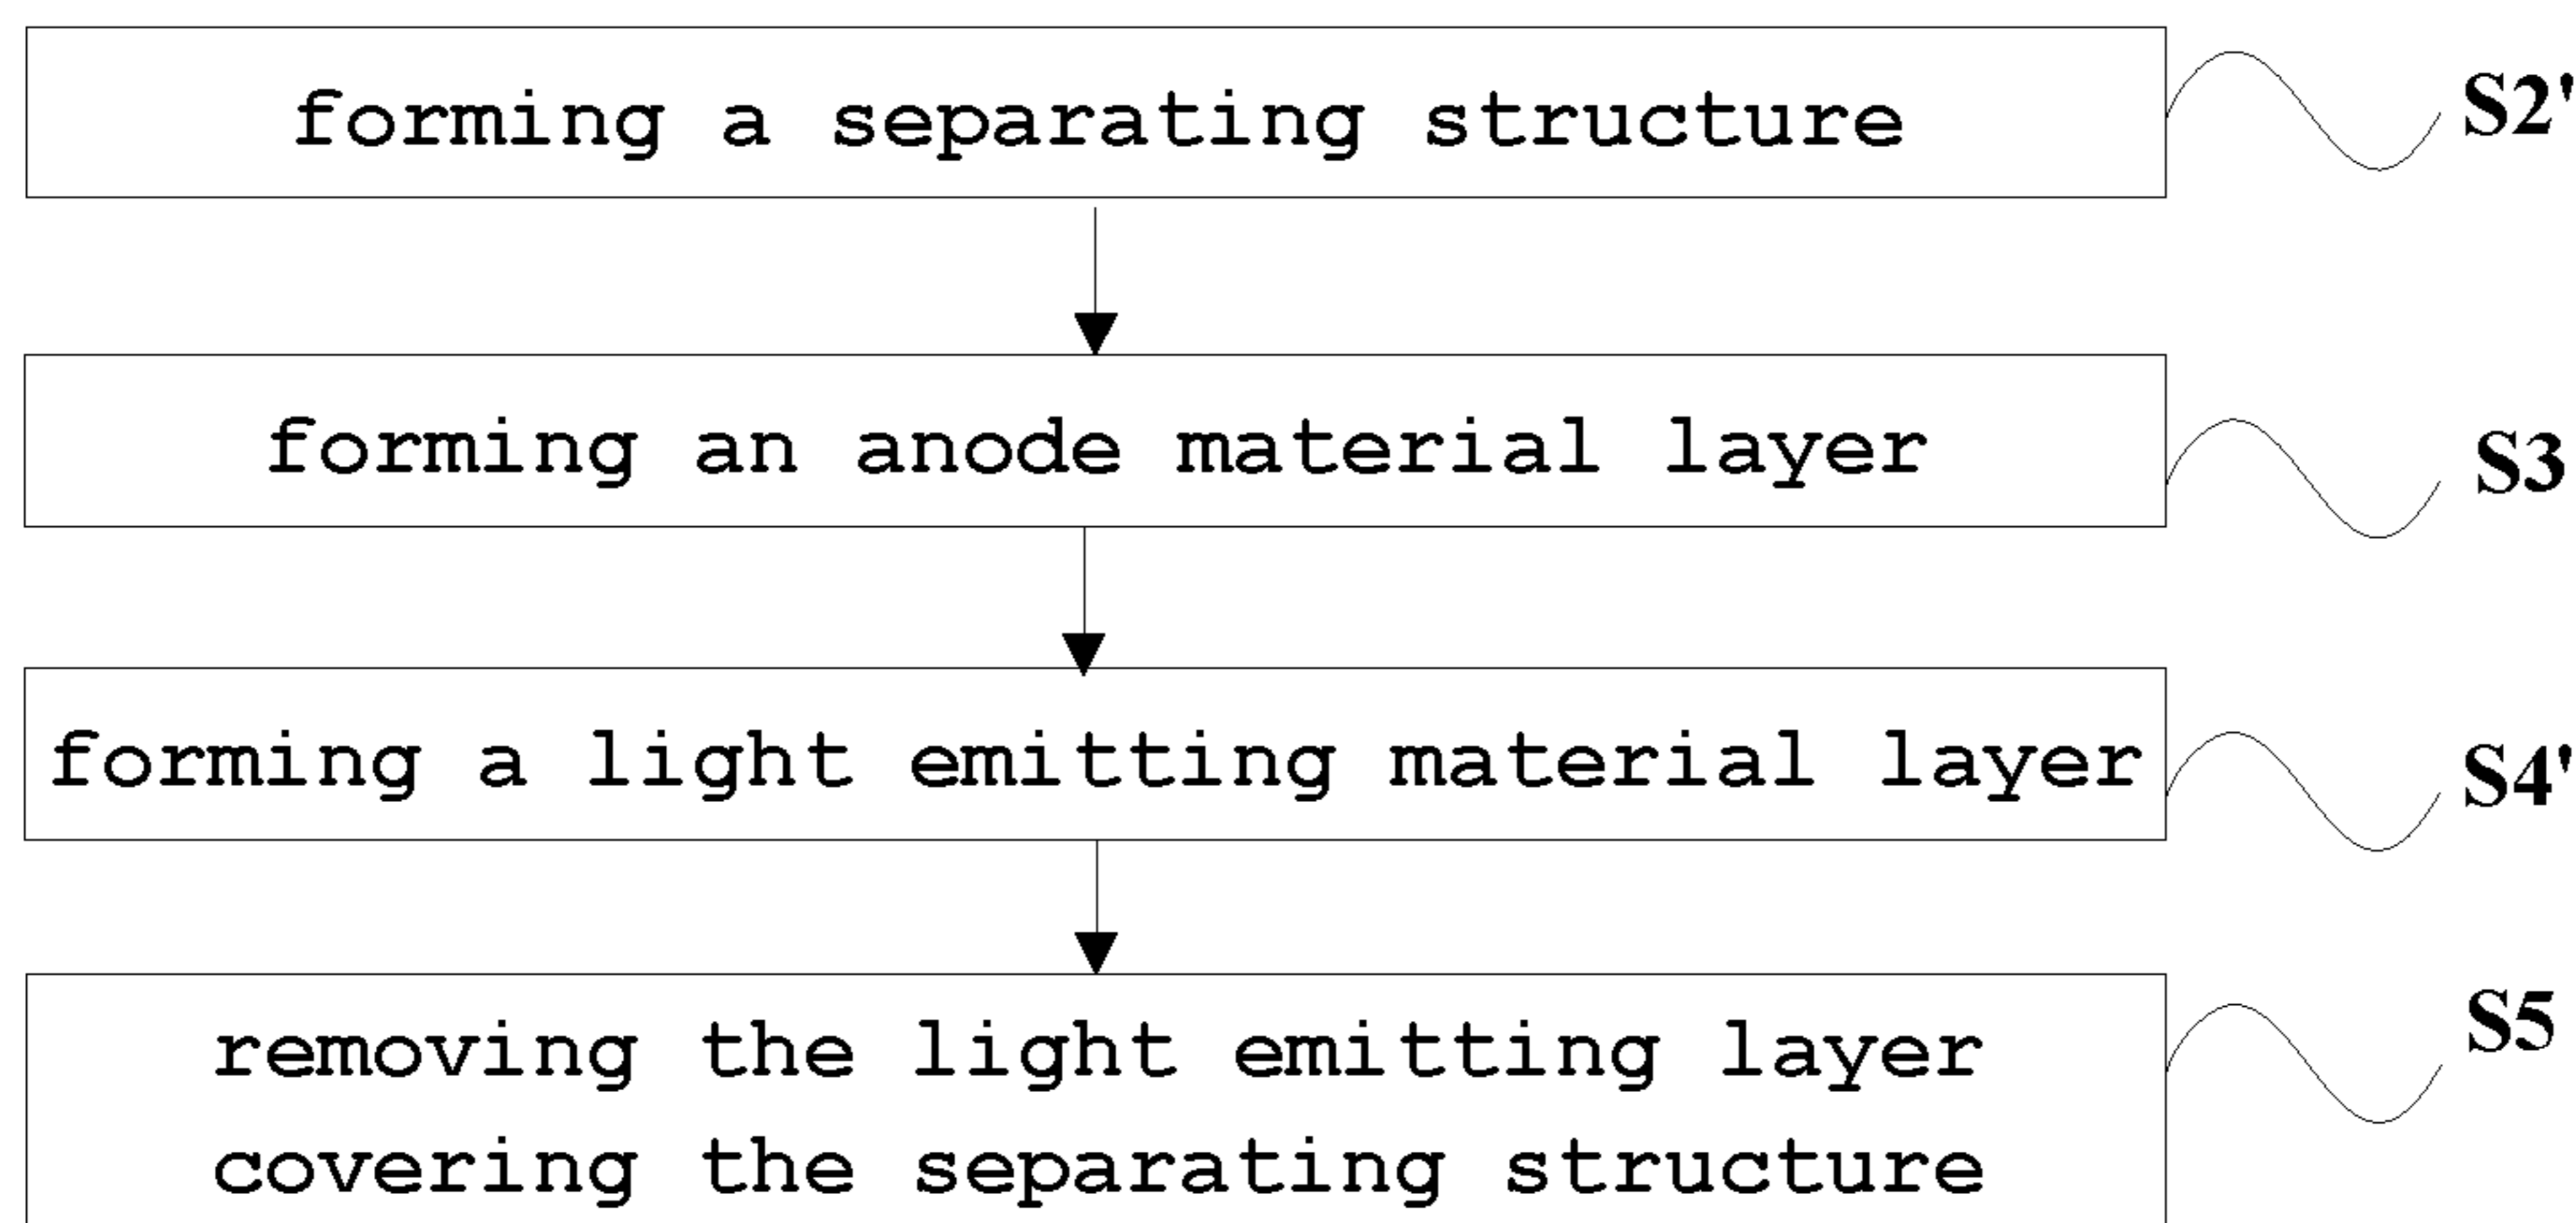 forming a separating structure
S2'
forming an anode material layer
S3
forming a light emitting material layer
S4'
removing the light emitting layer
covering the separating structure
S5